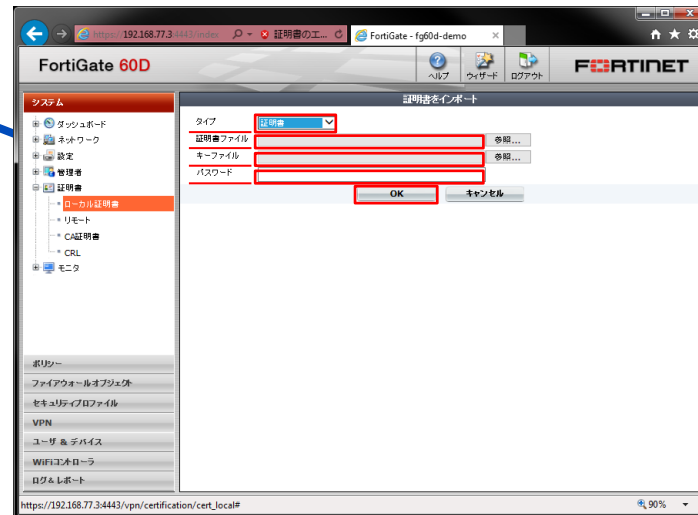 https://192.168.77.3:4443/index
証明書のエ...
FortiGate - fg60d-demo
FortiGate 60D
ヘルプ
ウィザード
ログアウト
FORTINET
システム
証明書をインポート
ダッシュボード
ネットワーク
設定
管理者
証明書
ローカル証明書
リモート
CA証明書
CRL
モニタ
タイプ
証明書
証明書ファイル
参照...
キーファイル
参照...
パスワード
OK
キャンセル
ポリシー
ファイアウォールオブジェクト
セキュリティプロファイル
VPN
ユーザ & デバイス
WiFiコントローラ
ログ&レポート
https://192.168.77.3:4443/vpn/certification/cert_local#
90%